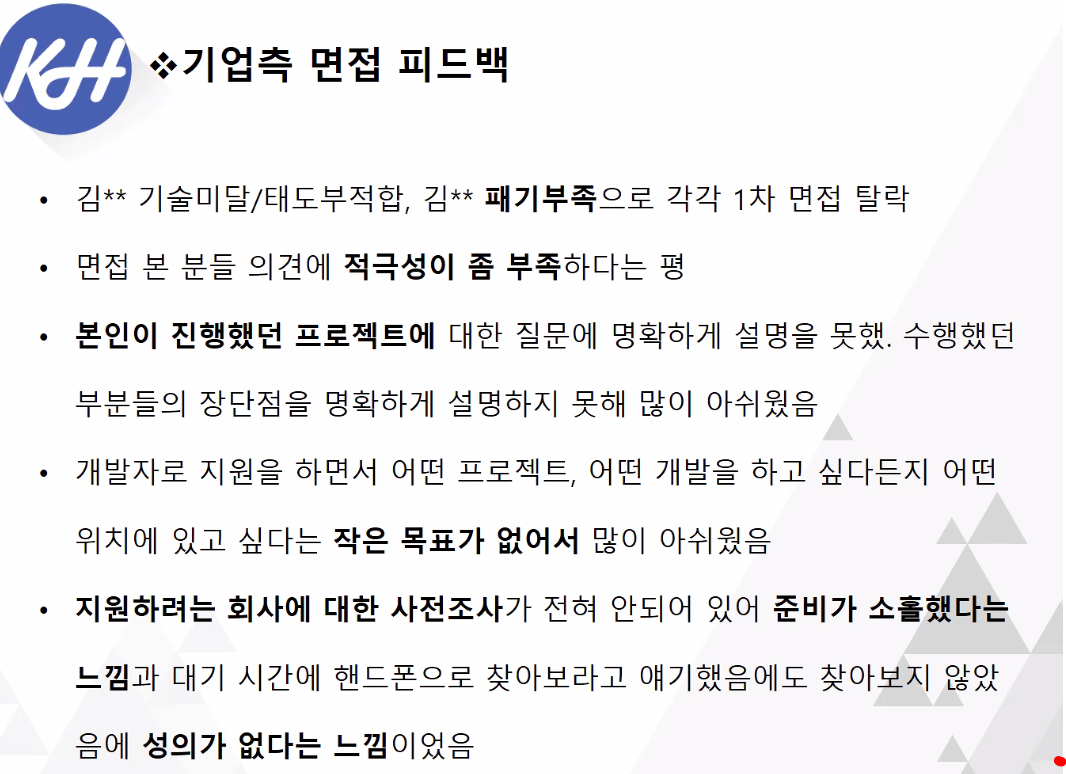 KH
❖기업측 면접 피드백
• 김** 기술미달/태도부적합, 김** 패기부족으로 각각 1차 면접 탈락
• 면접 본 분들 의견에 적극성이 좀 부족하다는 평
• 본인이 진행했던 프로젝트에 대한 질문에 명확하게 설명을 못했. 수행했던
부분들의 장단점을 명확하게 설명하지 못해 많이 아쉬웠음
• 개발자로 지원을 하면서 어떤 프로젝트, 어떤 개발을 하고 싶다든지 어떤
위치에 있고 싶다는 작은 목표가 없어서 많이 아쉬웠음
• 지원하려는 회사에 대한 사전조사가 전혀 안되어 있어 준비가 소홀했다는
느낌과 대기 시간에 핸드폰으로 찾아보라고 얘기했음에도 찾아보지 않았
음에 성의가 없다는 느낌이었음